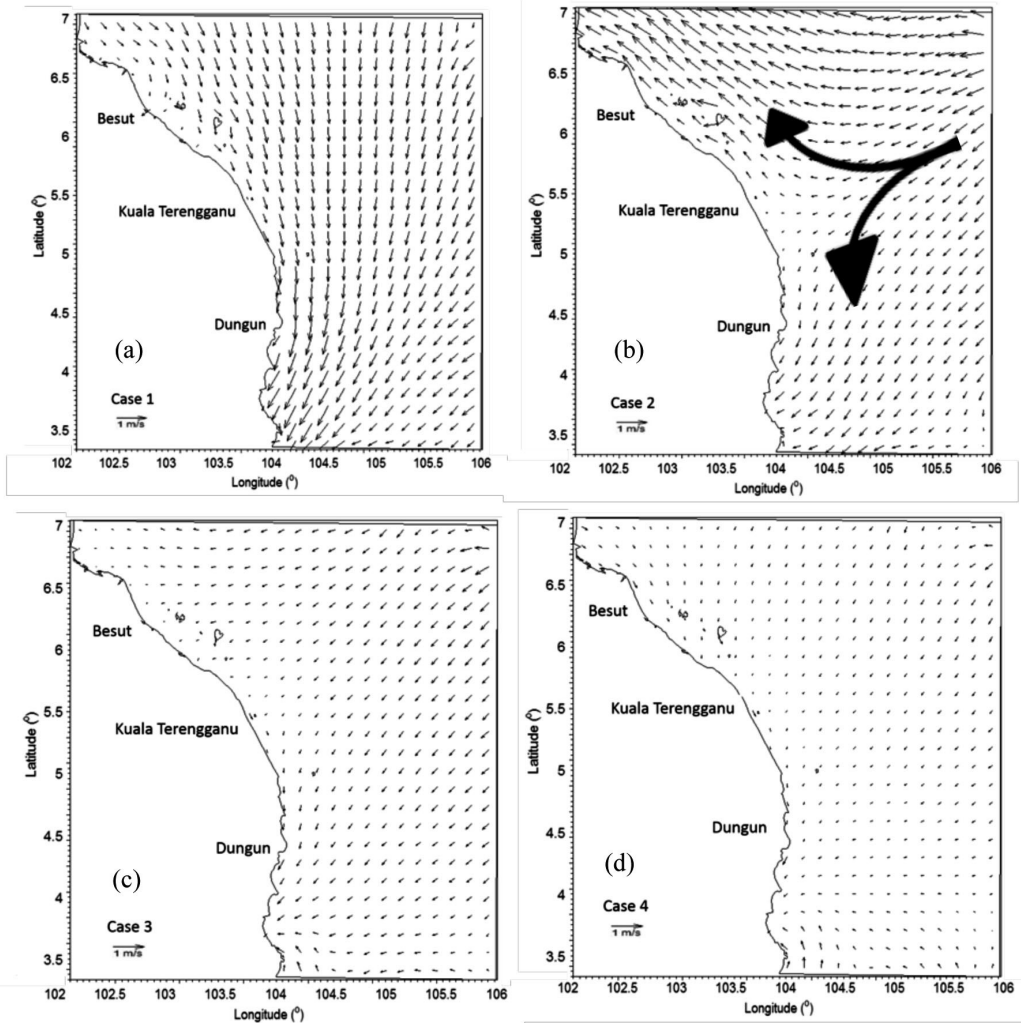 7
6.5
6
5.5
5
4.5
4
3.5
Latitude (°)
Besut
Kuala Terengganu
Dungun
(a)
Case 1
1 m/s
102 102.5 103 103.5 104 104.5 105 105.5 106
Longitude (°)
7
6.5
6
5.5
5
4.5
4
3.5
Latitude (°)
Besut
Kuala Terengganu
Dungun
(b)
Case 2
1 m/s
102 102.5 103 103.5 104 104.5 105 105.5 106
Longitude (°)
7
6.5
6
5.5
5
4.5
4
3.5
Latitude (°)
Besut
Kuala Terengganu
Dungun
(c)
Case 3
1 m/s
102 102.5 103 103.5 104 104.5 105 105.5 106
Longitude (°)
7
6.5
6
5.5
5
4.5
4
3.5
Latitude (°)
Besut
Kuala Terengganu
Dungun
(d)
Case 4
1 m/s
102 102.5 103 103.5 104 104.5 105 105.5 106
Longitude (°)